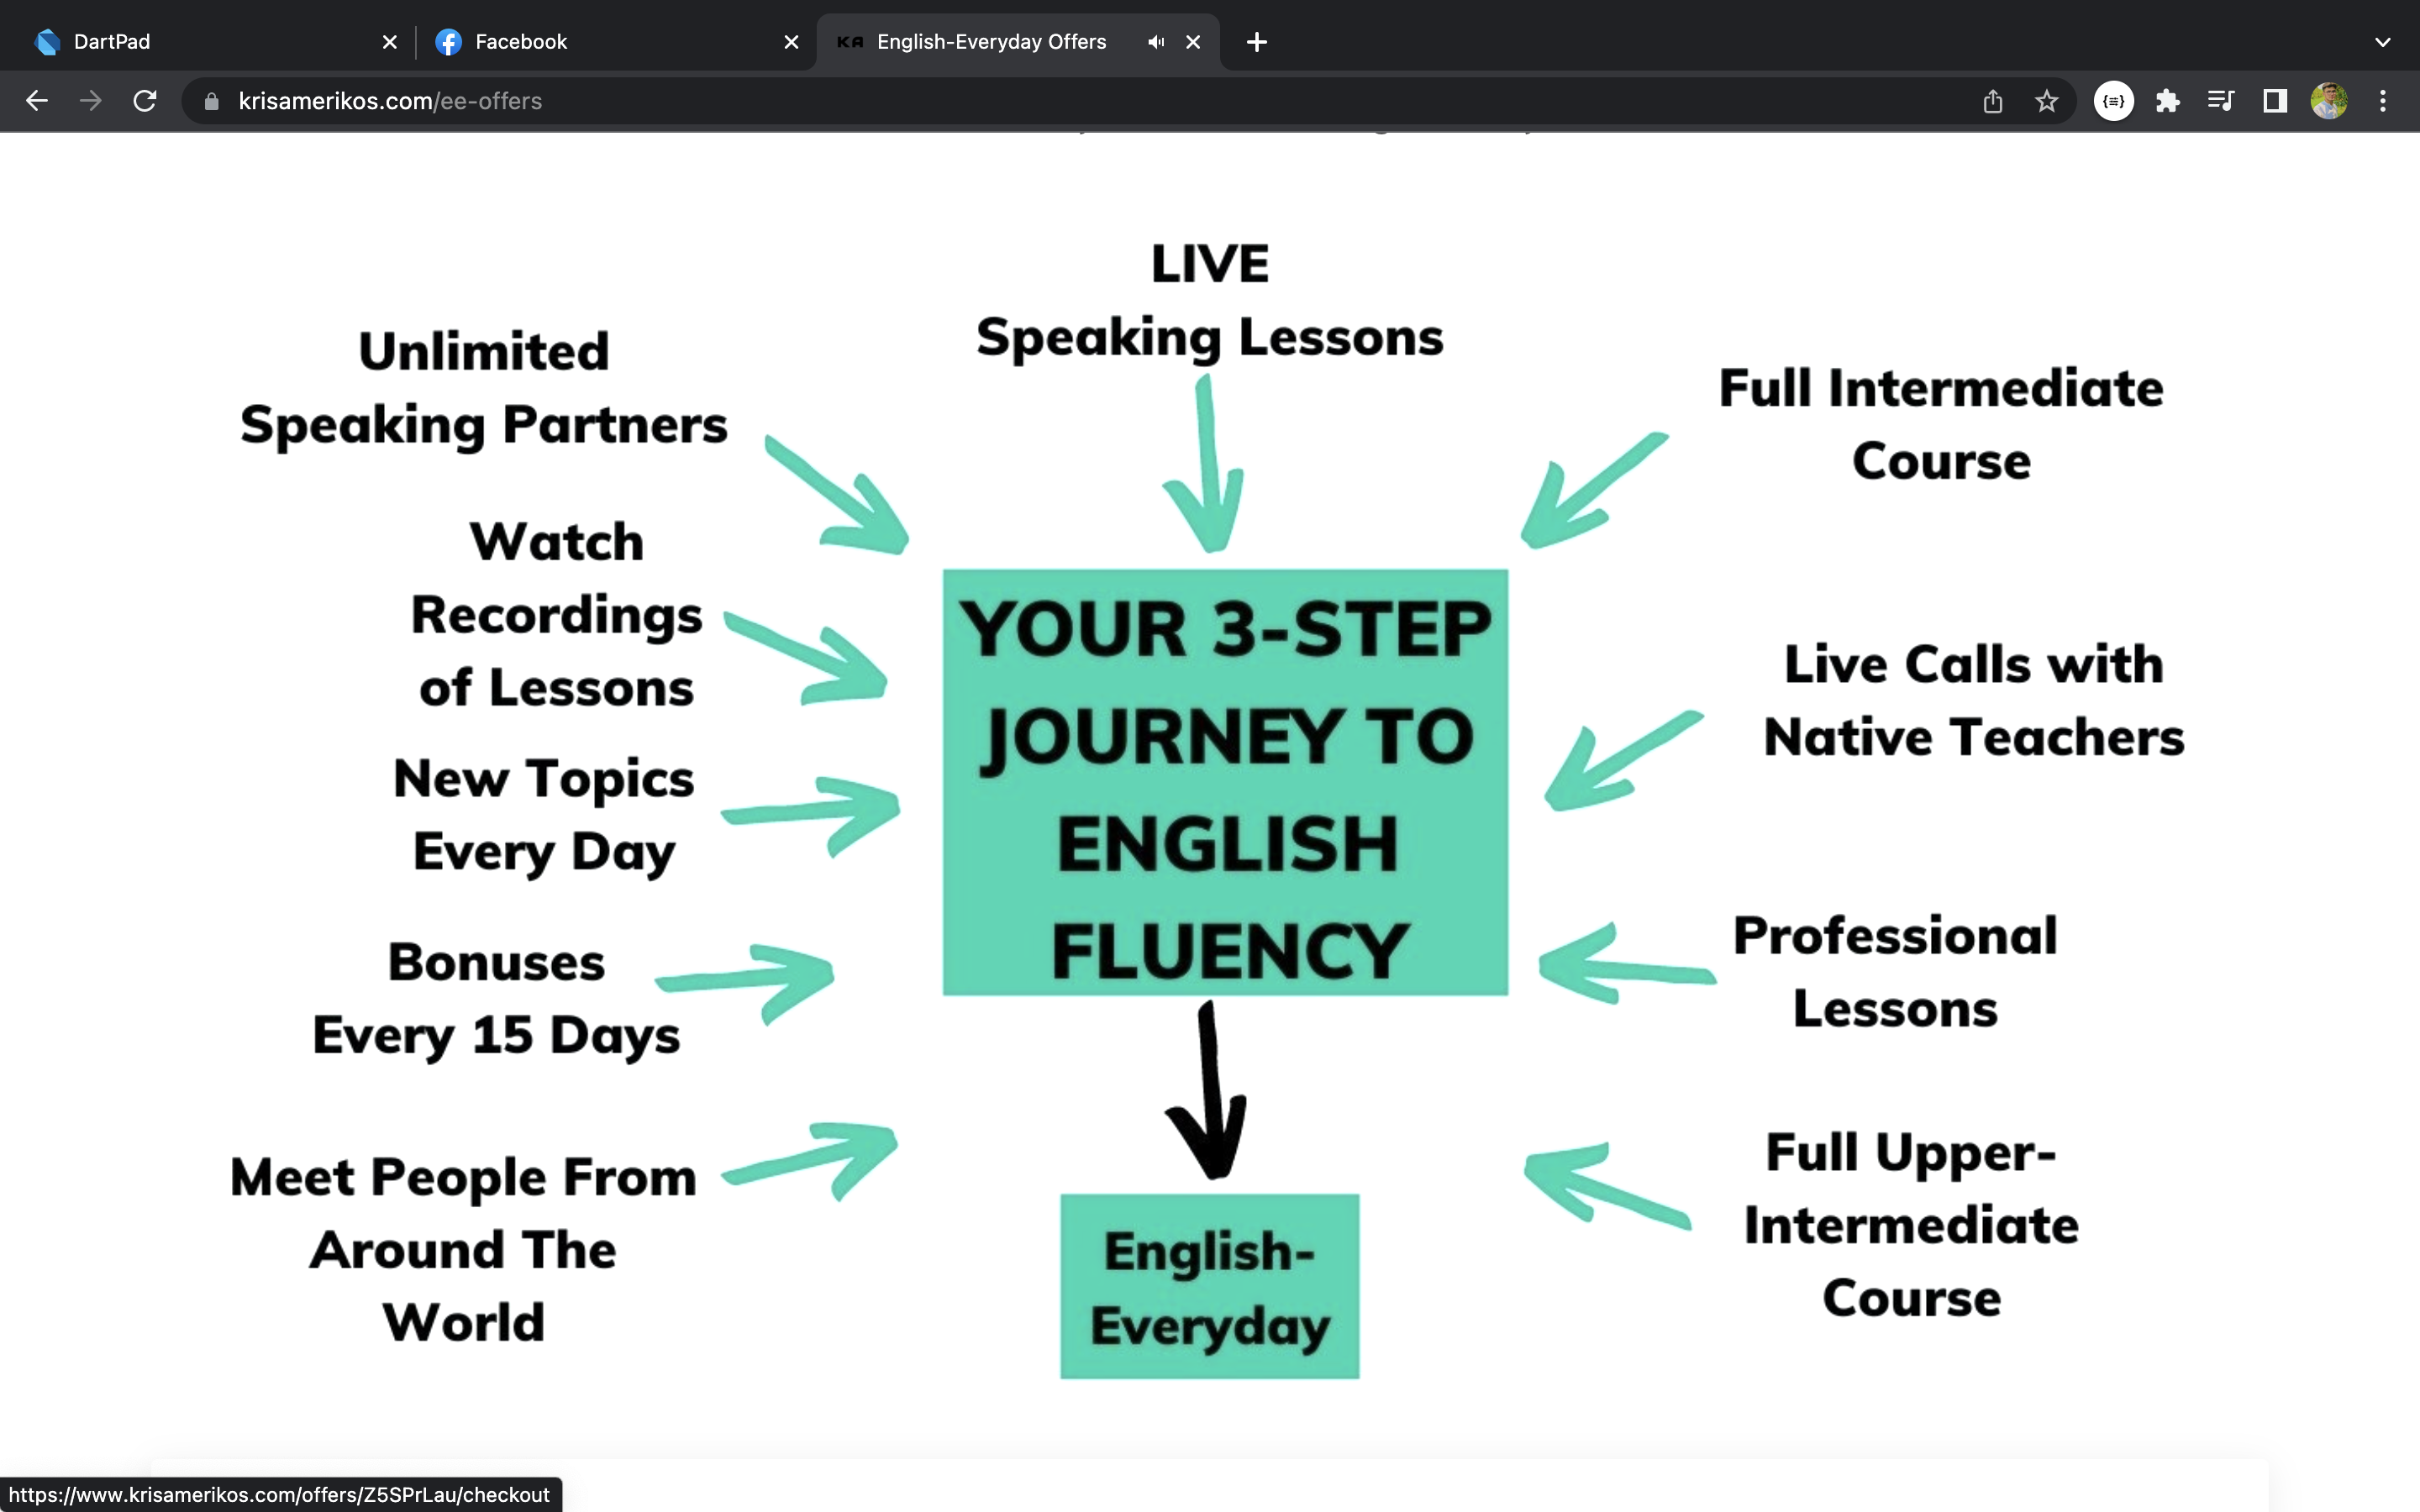 DartPad
Facebook
KA English-Everyday Offers
krisamerikos.com/ee-offers
LIVE
Speaking Lessons
Unlimited
Speaking Partners
Full Intermediate
Course
Watch
Recordings
of Lessons
YOUR 3-STEP
JOURNEY TO
ENGLISH
FLUENCY
Live Calls with
Native Teachers
New Topics
Every Day
Bonuses
Every 15 Days
Professional
Lessons
Meet People From
Around The
World
Full Upper-
Intermediate
Course
English-
Everyday
https://www.krisamerikos.com/offers/Z5SPrLau/checkout